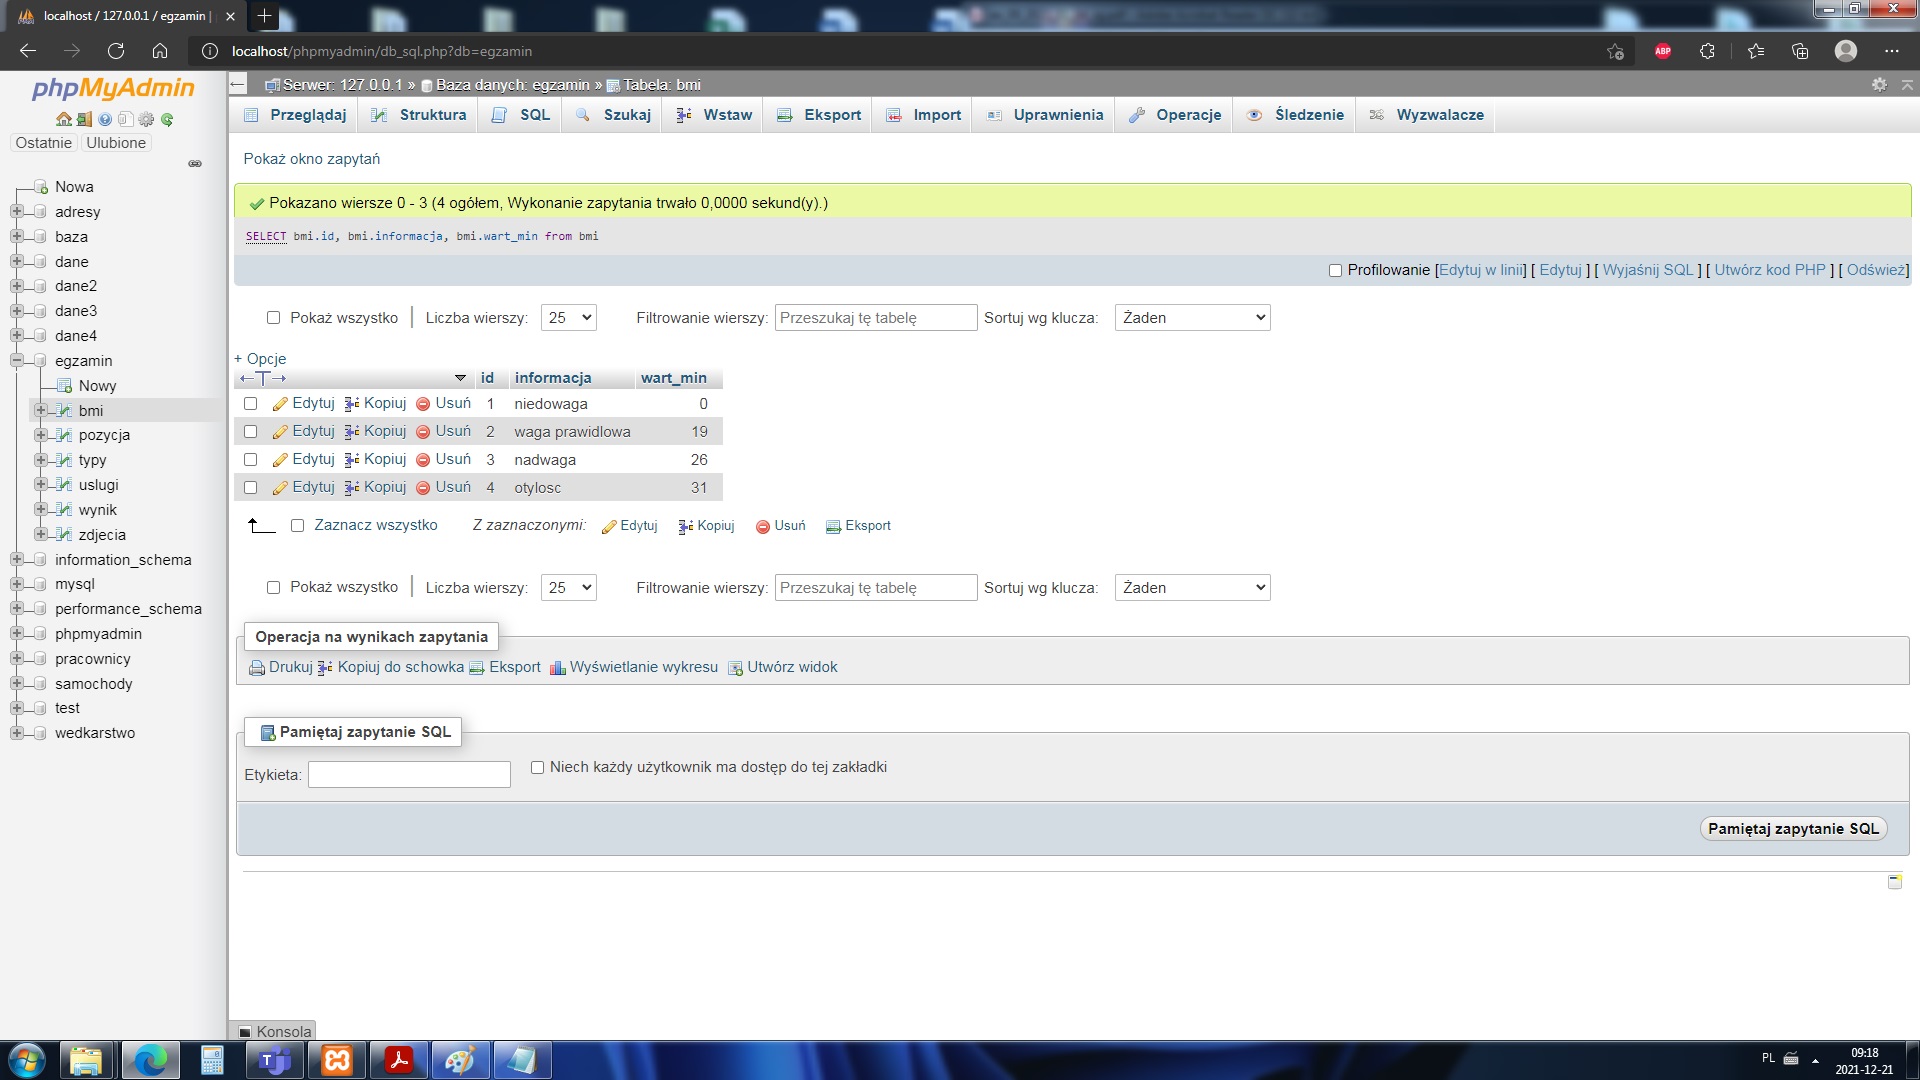 localhost / 127.0.0.1 / egzamin |
localhost/phpmyadmin/db_sql.php?db=egzamin
ABP
phpMyAdmin
Ostatnie Ulubione
Nowa
adresy
baza
dane
dane2
dane3
dane4
egzamin
Nowy
bmi
pozycja
typy
uslugi
wynik
zdjecia
information_schema
mysql
performance_schema
phpmyadmin
pracownicy
samochody
test
wedkarstwo
Serwer: 127.0.0.1 » Baza danych: egzamin » Tabela: bmi
Przeglądaj Struktura SQL Szukaj Wstaw Eksport Import Uprawnienia Operacje Śledzenie Wyzwalacze
Pokaż okno zapytań
Pokazano wiersze 0 - 3 (4 ogółem, Wykonanie zapytania trwało 0,0000 sekund(y).)
SELECT bmi.id, bmi.informacja, bmi.wart_min from bmi
Profilowanie [Edytuj w linii] [ Edytuj ] [ Wyjaśnij SQL ] [ Utwórz kod PHP ] [ Odśwież]
Pokaż wszystko Liczba wierszy: 25 Filtrowanie wierszy: Przeszukaj tę tabelę Sortuj wg klucza: Żaden
+ Opcje
←T→ id informacja wart_min
Edytuj Kopiuj Usuń 1 niedowaga 0
Edytuj Kopiuj Usuń 2 waga prawidlowa 19
Edytuj Kopiuj Usuń 3 nadwaga 26
Edytuj Kopiuj Usuń 4 otylosc 31
Zaznacz wszystko Z zaznaczonymi: Edytuj Kopiuj Usuń Eksport
Pokaż wszystko Liczba wierszy: 25 Filtrowanie wierszy: Przeszukaj tę tabelę Sortuj wg klucza: Żaden
Operacja na wynikach zapytania
Drukuj Kopiuj do schowka Eksport Wyświetlanie wykresu Utwórz widok
Pamiętaj zapytanie SQL
Etykieta: Niech każdy użytkownik ma dostęp do tej zakładki
Pamiętaj zapytanie SQL
Konsola
PL
09:18
2021-12-21